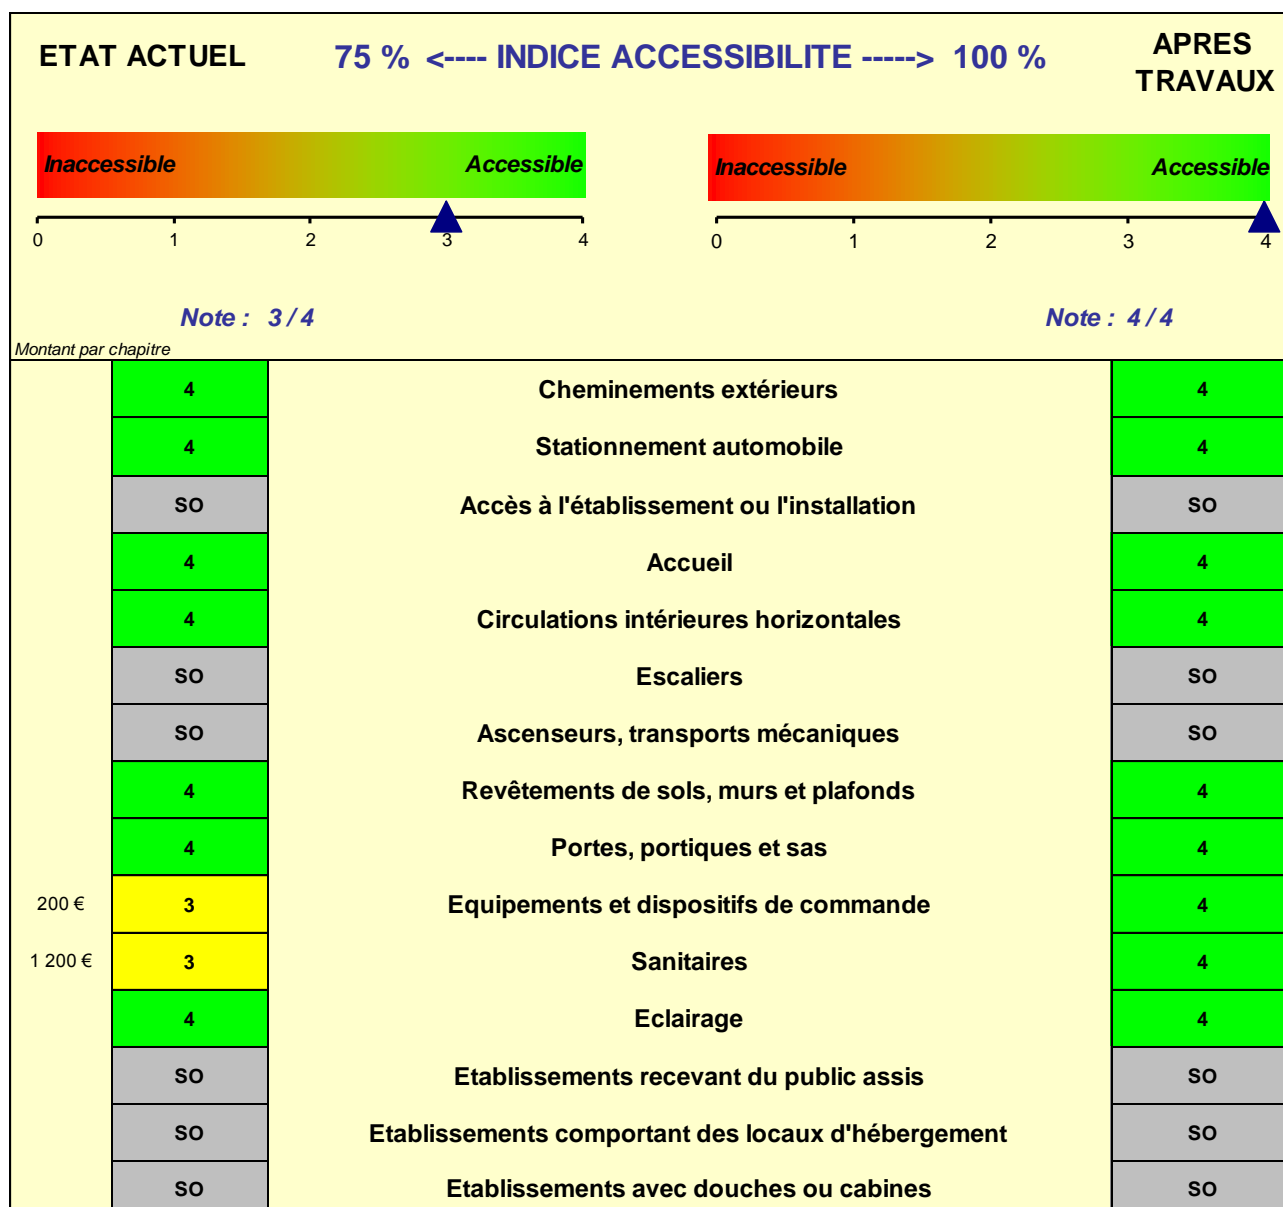 ETAT ACTUEL 75 % <---- INDICE ACCESSIBILITE -----> 100 % APRES TRAVAUX
Inaccessible Accessible Inaccessible Accessible
0 1 2 3 4 0 1 2 3 4
Note : 3 / 4 Note : 4 / 4
Montant par chapitre
4 Cheminements extérieurs 4
4 Stationnement automobile 4
SO Accès à l'établissement ou l'installation SO
4 Accueil 4
4 Circulations intérieures horizontales 4
SO Escaliers SO
SO Ascenseurs, transports mécaniques SO
4 Revêtements de sols, murs et plafonds 4
4 Portes, portiques et sas 4
200 € 3 Equipements et dispositifs de commande 4
1 200 € 3 Sanitaires 4
4 Eclairage 4
SO Etablissements recevant du public assis SO
SO Etablissements comportant des locaux d'hébergement SO
SO Etablissements avec douches ou cabines SO